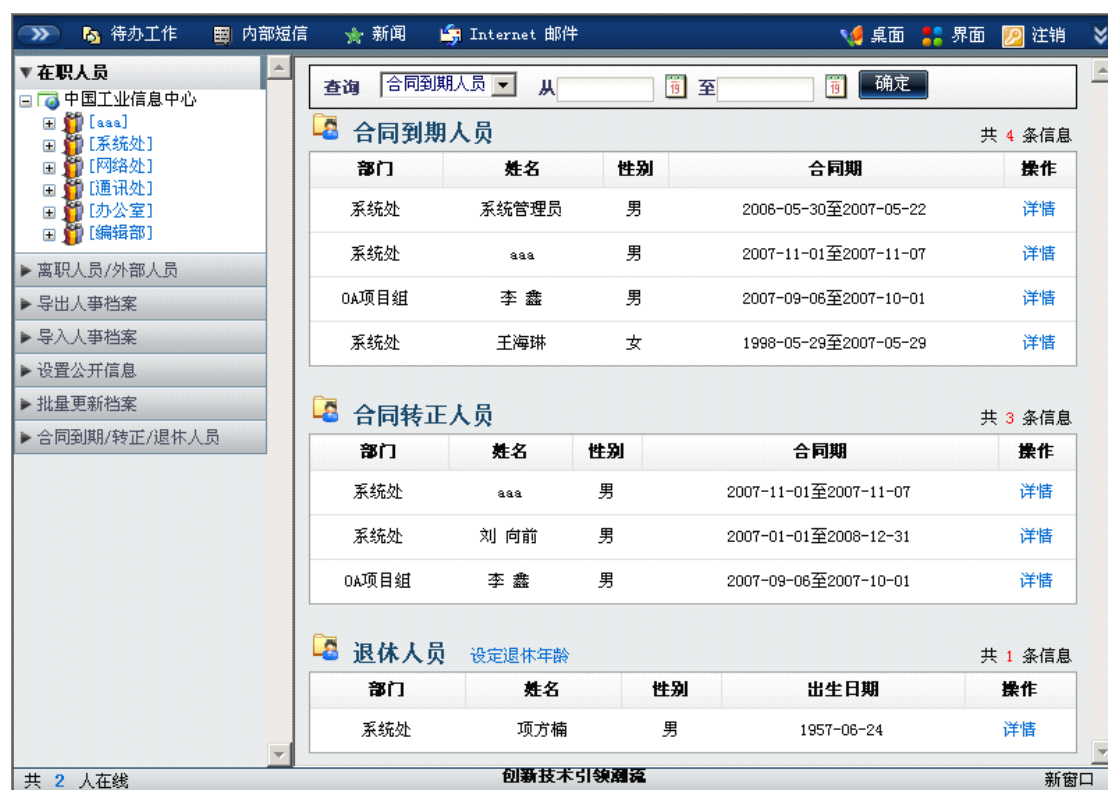 待办工作 内部短信 新闻 Internet 邮件 桌面 界面 注销
在职人员
中国工业信息中心
[aaa]
[系统处]
[网络处]
[通讯处]
[办公室]
[编辑部]
离职人员/外部人员
导出人事档案
导入人事档案
设置公开信息
批量更新档案
合同到期/转正/退休人员
查询 合同到期人员 从 19 至 19 确定
合同到期人员 共 4 条信息
部门 姓名 性别 合同期 操作
系统处 系统管理员 男 2006-05-30至2007-05-22 详情
系统处 aaa 男 2007-11-01至2007-11-07 详情
OA项目组 李 鑫 男 2007-09-06至2007-10-01 详情
系统处 王海琳 女 1998-05-29至2007-05-29 详情
合同转正人员 共 3 条信息
部门 姓名 性别 合同期 操作
系统处 aaa 男 2007-11-01至2007-11-07 详情
系统处 刘 向前 男 2007-01-01至2008-12-31 详情
OA项目组 李 鑫 男 2007-09-06至2007-10-01 详情
退休人员 设定退休年龄 共 1 条信息
部门 姓名 性别 出生日期 操作
系统处 项方楠 男 1957-06-24 详情
共 2 人在线 创新技术引领潮流 新窗口